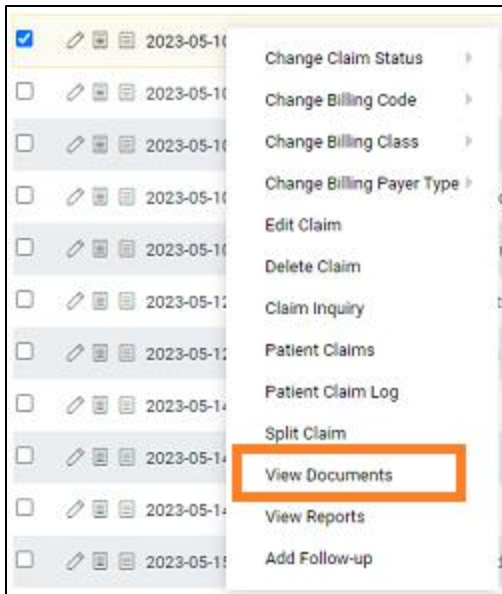 2023-05-10
Change Claim Status
2023-05-10
Change Billing Code
2023-05-10
Change Billing Class
2023-05-10
Change Billing Payer Type
Edit Claim
2023-05-10
Delete Claim
2023-05-12
Claim Inquiry
2023-05-12
Patient Claims
2023-05-14
Patient Claim Log
Split Claim
2023-05-14
View Documents
2023-05-14
View Reports
2023-05-15
Add Follow-up